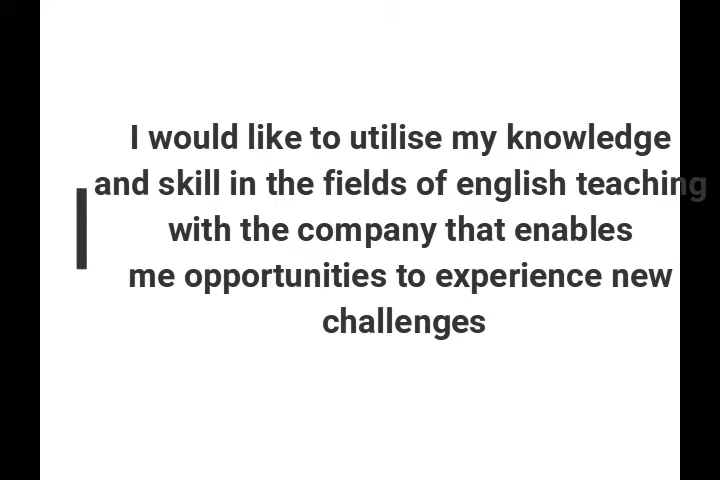 I would like to utilise my knowledge
and skill in the fields of english teaching
with the company that enables
me opportunities to experience new
challenges